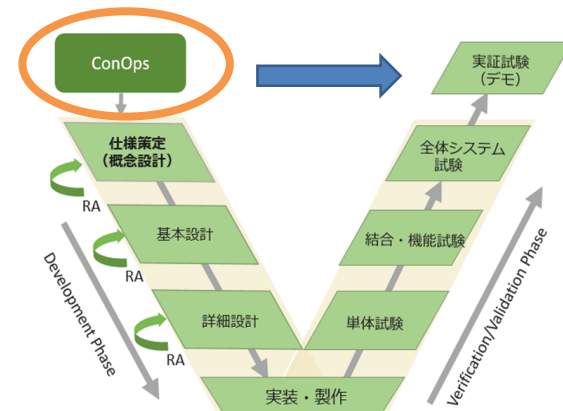 ConOps
仕様策定
（概念設計）
RA
基本設計
RA
詳細設計
RA
実装・製作
Development Phase
実証試験
（デモ）
全体システム
試験
結合・機能試験
単体試験
Verification/Validation Phase